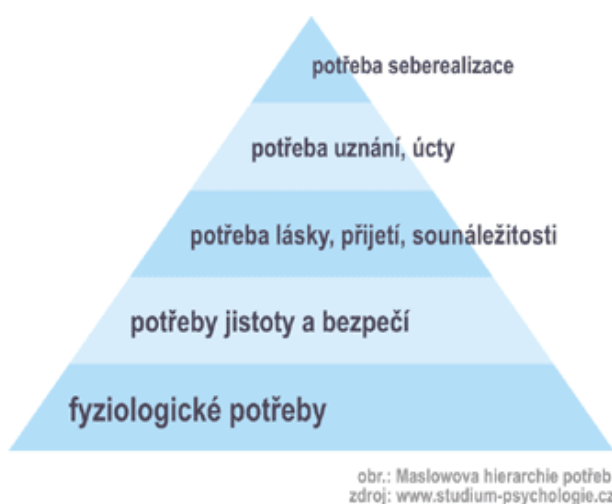 potřeba seberealizace
potřeba uznání, úcty
potřeba lásky, přijetí, sounáležitosti
potřeby jistoty a bezpečí
fyziologické potřeby
obr.: Maslowova hierarchie potřeb
zdroj: www.studium-psychologie.cz